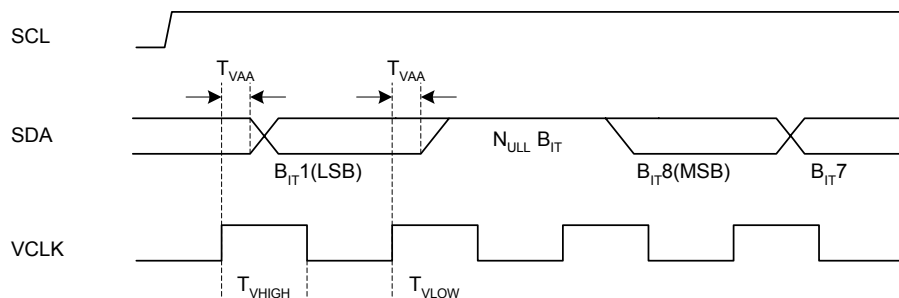 SCL
TVAA TVAA
SDA
NULL BIT
BIT1(LSB) BIT8(MSB) BIT7
VCLK
TVHIGH TVLOW